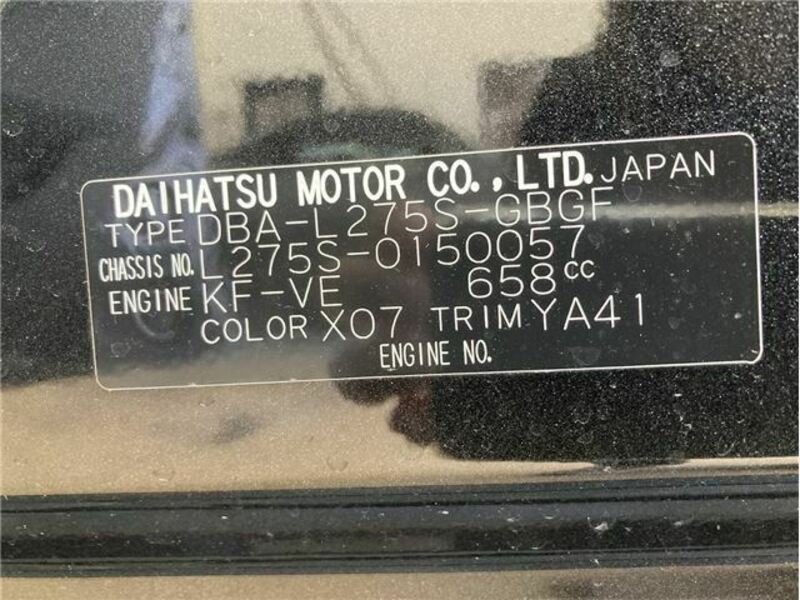 DAIHATSU MOTOR CO., LTD. JAPAN
TYPE DBA-L275S-GBGF
CHASSIS NO. L275S-0150057
ENGINE KF-VE 658cc
COLOR X07 TRIM YA41
ENGINE NO.